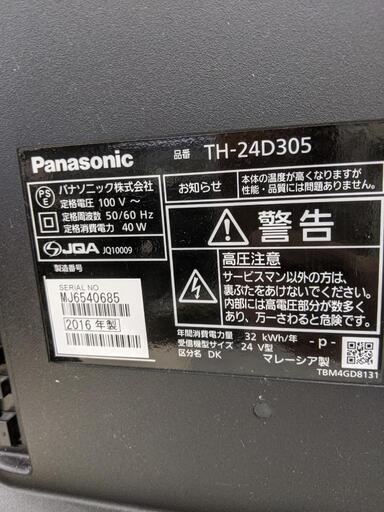 Panasonic
品番 TH-24D305
PS
E
パナソニック株式会社
定格電圧 100 V～
定格周波数 50/60 Hz
定格消費電力 40 W
JQA JQ10009
製造番号
SERIAL NO
MJ6540685
2016 年製
お知らせ
本体の温度が高くなりますが
性能・品質には問題ありません。
警告
高圧注意
サービスマン以外の方は、
裏ぶたをあけないでください。
内部には高電圧部分が数多く
あり、万一さわると危険です。
年間消費電力量 32 kWh/年
受信機型サイズ 24 V型
区分名 DK
-p-
マレーシア製
TBM4GD8131